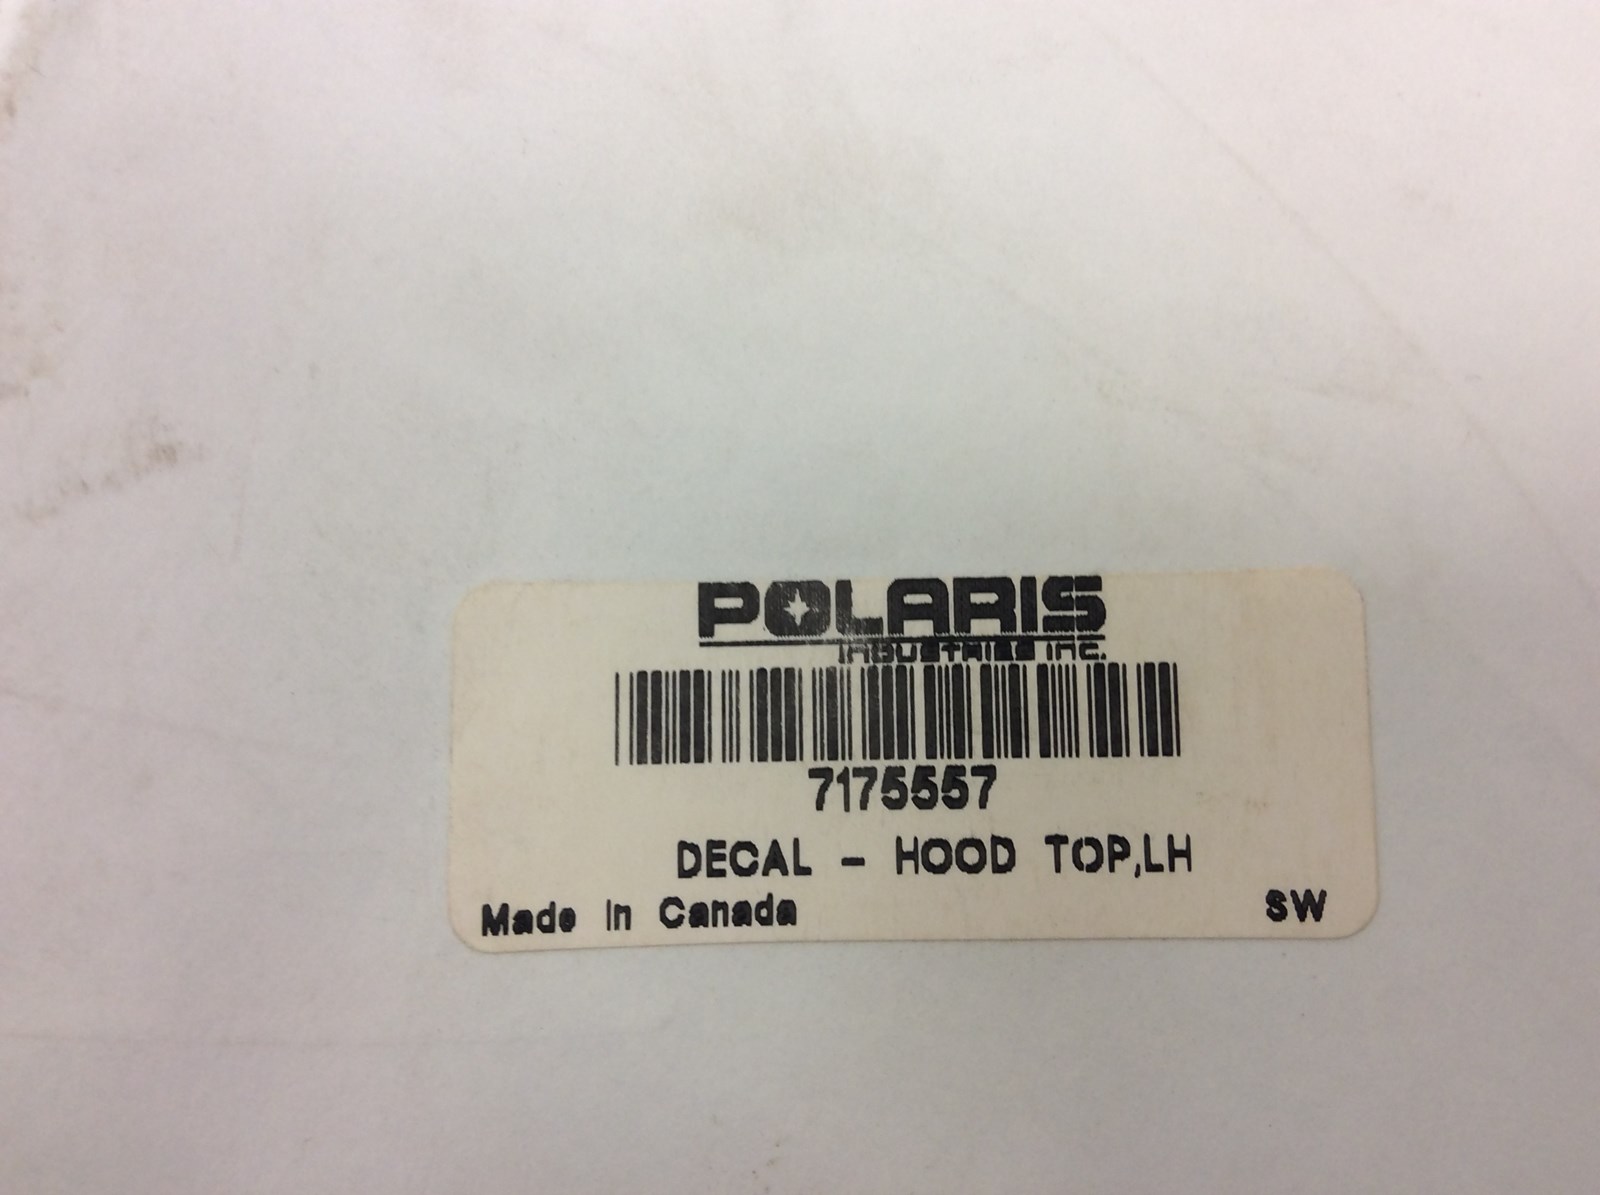 POLARIS
INDUSTRIES INC.
7175557
DECAL - HOOD TOP,LH
Made in Canada SW